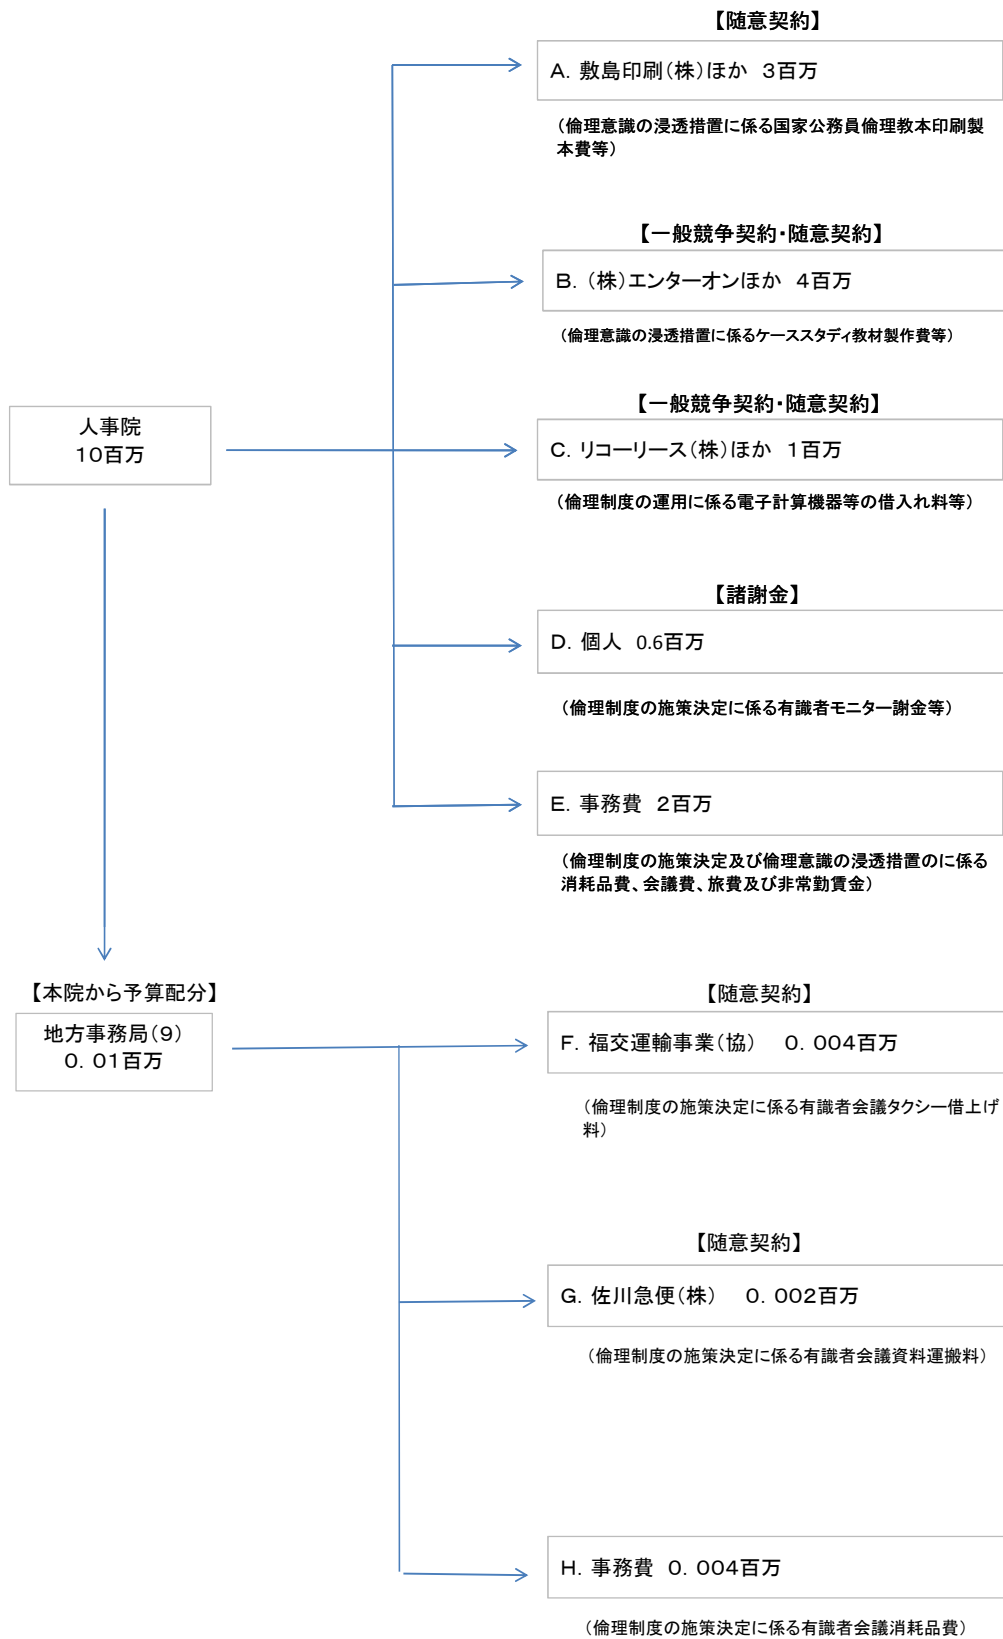 【随意契約】
A．敷島印刷（株）ほか　3百万
（倫理意識の浸透措置に係る国家公務員倫理教本印刷製
本費等）
【一般競争契約・随意契約】
B．（株）エンターオンほか　4百万
（倫理意識の浸透措置に係るケーススタディ教材製作費等）
【一般競争契約・随意契約】
人事院
10百万
C．リコーリース（株）ほか　1百万
（倫理制度の運用に係る電子計算機器等の借入れ料等）
【諸謝金】
D．個人　0.6百万
（倫理制度の施策決定に係る有識者モニター謝金等）
E．事務費　2百万
（倫理制度の施策決定及び倫理意識の浸透措置のに係る
消耗品費、会議費、旅費及び非常勤賃金）
【本院から予算配分】
地方事務局（9）
0．01百万
【随意契約】
F．福交運輸事業（協）　0．004百万
（倫理制度の施策決定に係る有識者会議タクシー借上げ
料）
【随意契約】
G．佐川急便（株）　0．002百万
（倫理制度の施策決定に係る有識者会議資料運搬料）
H．事務費　0．004百万
（倫理制度の施策決定に係る有識者会議消耗品費）